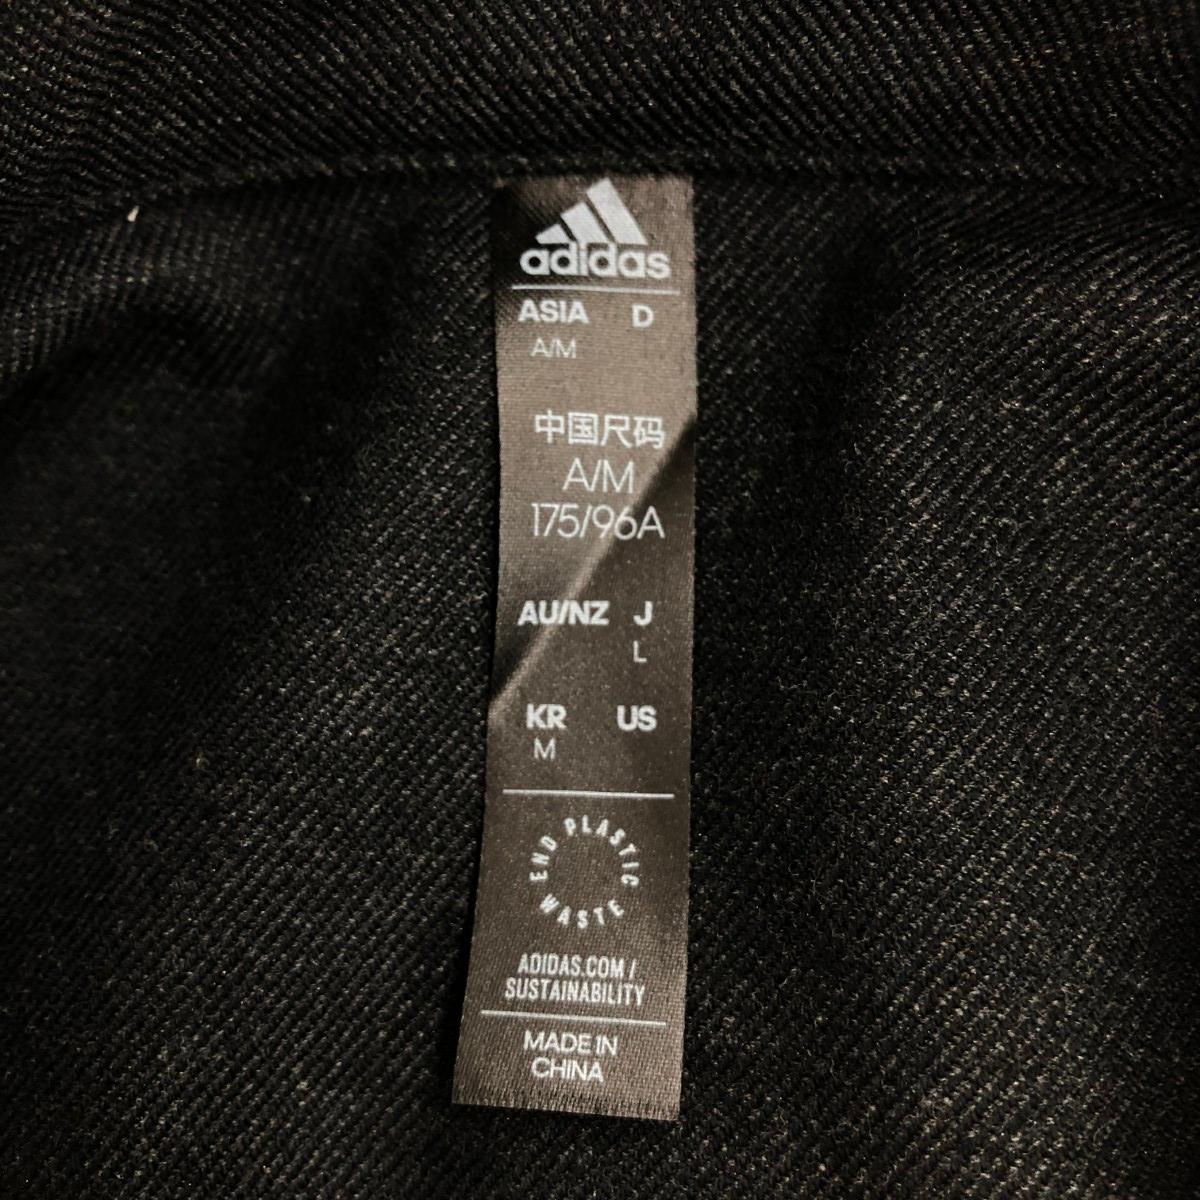 adidas
ASIA D
A/M
中国尺码
A/M
175/96A
AU/NZ J
L
KR US
M
END PLASTIC WASTE
ADIDAS.COM/
SUSTAINABILITY
MADE IN
CHINA